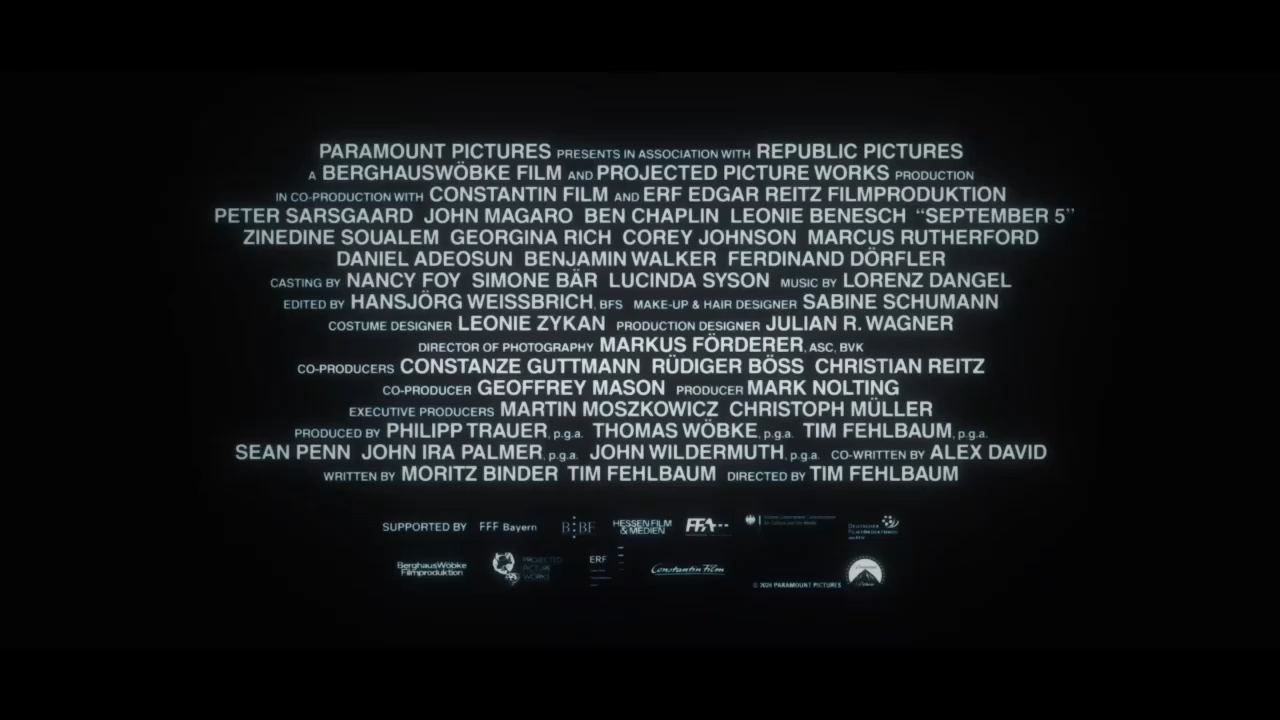 PARAMOUNT PICTURES PRESENTS IN ASSOCIATION WITH REPUBLIC PICTURES
A BERGHAUSWÖBKE FILM AND PROJECTED PICTURE WORKS PRODUCTION
IN CO-PRODUCTION WITH CONSTANTIN FILM AND ERF EDGAR REITZ FILMPRODUKTION
PETER SARSGAARD JOHN MAGARO BEN CHAPLIN LEONIE BENESCH “SEPTEMBER 5”
ZINEDINE SOUALEM GEORGINA RICH COREY JOHNSON MARCUS RUTHERFORD
DANIEL ADEOSUN BENJAMIN WALKER FERDINAND DÖRFLER
CASTING BY NANCY FOY SIMONE BÄR LUCINDA SYSON MUSIC BY LORENZ DANGEL
EDITED BY HANSJÖRG WEISSBRICH, BFS MAKE-UP & HAIR DESIGNER SABINE SCHUMANN
COSTUME DESIGNER LEONIE ZYKAN PRODUCTION DESIGNER JULIAN R. WAGNER
DIRECTOR OF PHOTOGRAPHY MARKUS FÖRDERER, ASC, BVK
CO-PRODUCERS CONSTANZE GUTTMANN RÜDIGER BÖSS CHRISTIAN REITZ
CO-PRODUCER GEOFFREY MASON PRODUCER MARK NOLTING
EXECUTIVE PRODUCERS MARTIN MOSZKOWICZ CHRISTOPH MÜLLER
PRODUCED BY PHILIPP TRAUER, p.g.a. THOMAS WÖBKE, p.g.a. TIM FEHLBAUM, p.g.a.
SEAN PENN JOHN IRA PALMER, p.g.a. JOHN WILDERMUTH, p.g.a. CO-WRITTEN BY ALEX DAVID
WRITTEN BY MORITZ BINDER TIM FEHLBAUM DIRECTED BY TIM FEHLBAUM
SUPPORTED BY FFF Bayern HESSENFILM & MEDIEN FFA
BerghausWöbke Filmproduktion PROJECTED PICTURE WORKS ERF Constantin Film © 2024 PARAMOUNT PICTURES Paramount